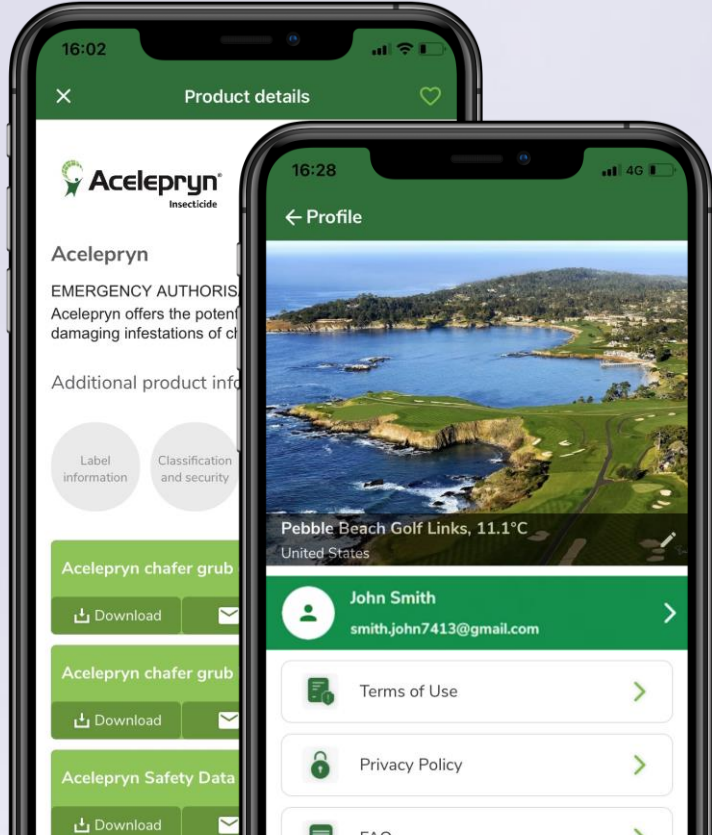 16:02
Product details
Acelepryn®
Insecticide
Acelepryn
EMERGENCY AUTHORIS
Acelepryn offers the poten
damaging infestations of c
Additional product info
Label
information
Classification
and security
Acelepryn chafer grub
Download
Acelepryn chafer grub
Download
Acelepryn Safety Data
Download
16:28
4G
Profile
Pebble Beach Golf Links, 11.1°C
United States
John Smith
smith.john7413@gmail.com
Terms of Use
Privacy Policy
FAQ